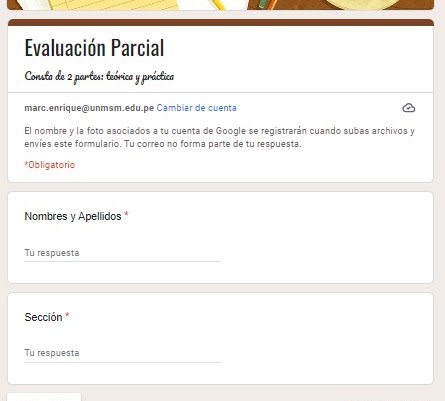 Evaluación Parcial
Consta de 2 partes: teórica y práctica
marc.enrique@unmsm.edu.pe Cambiar de cuenta
El nombre y la foto asociados a tu cuenta de Google se registrarán cuando subas archivos y
envíes este formulario. Tu correo no forma parte de tu respuesta.
*Obligatorio
Nombres y Apellidos *
Tu respuesta
Sección *
Tu respuesta